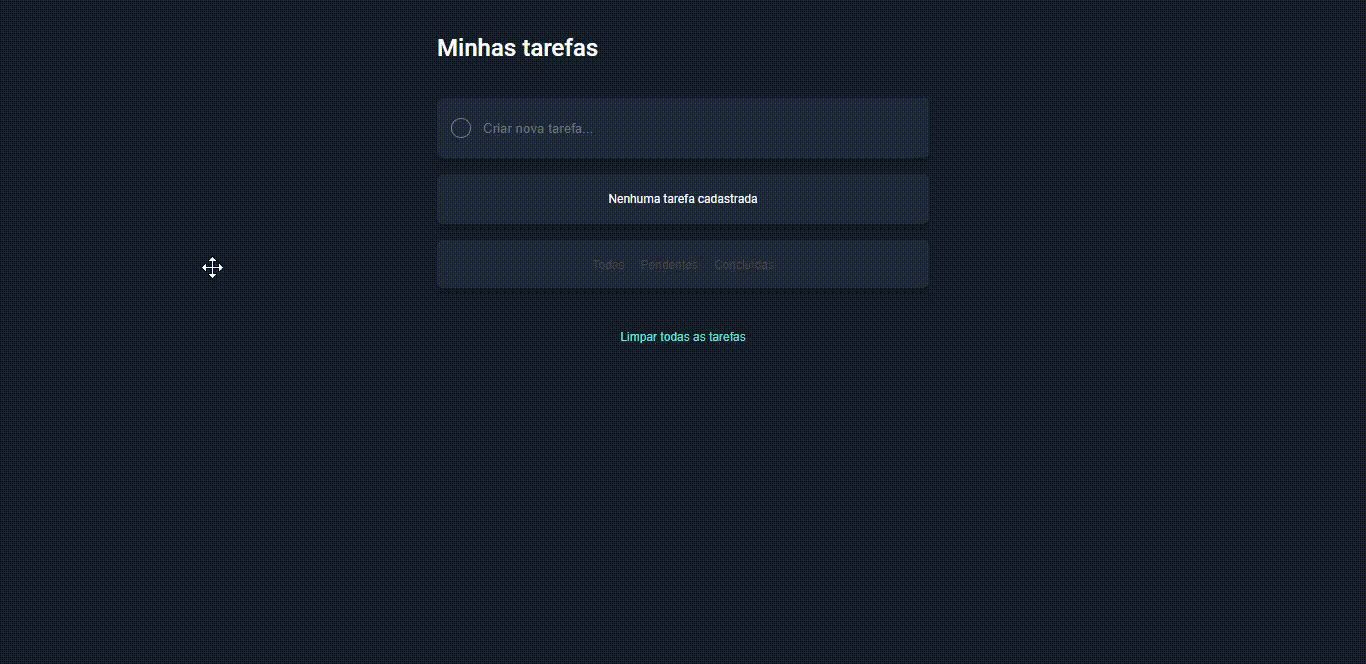 Minhas tarefas
Criar nova tarefa...
Nenhuma tarefa cadastrada
Todas Pendentes Concluídas
Limpar todas as tarefas